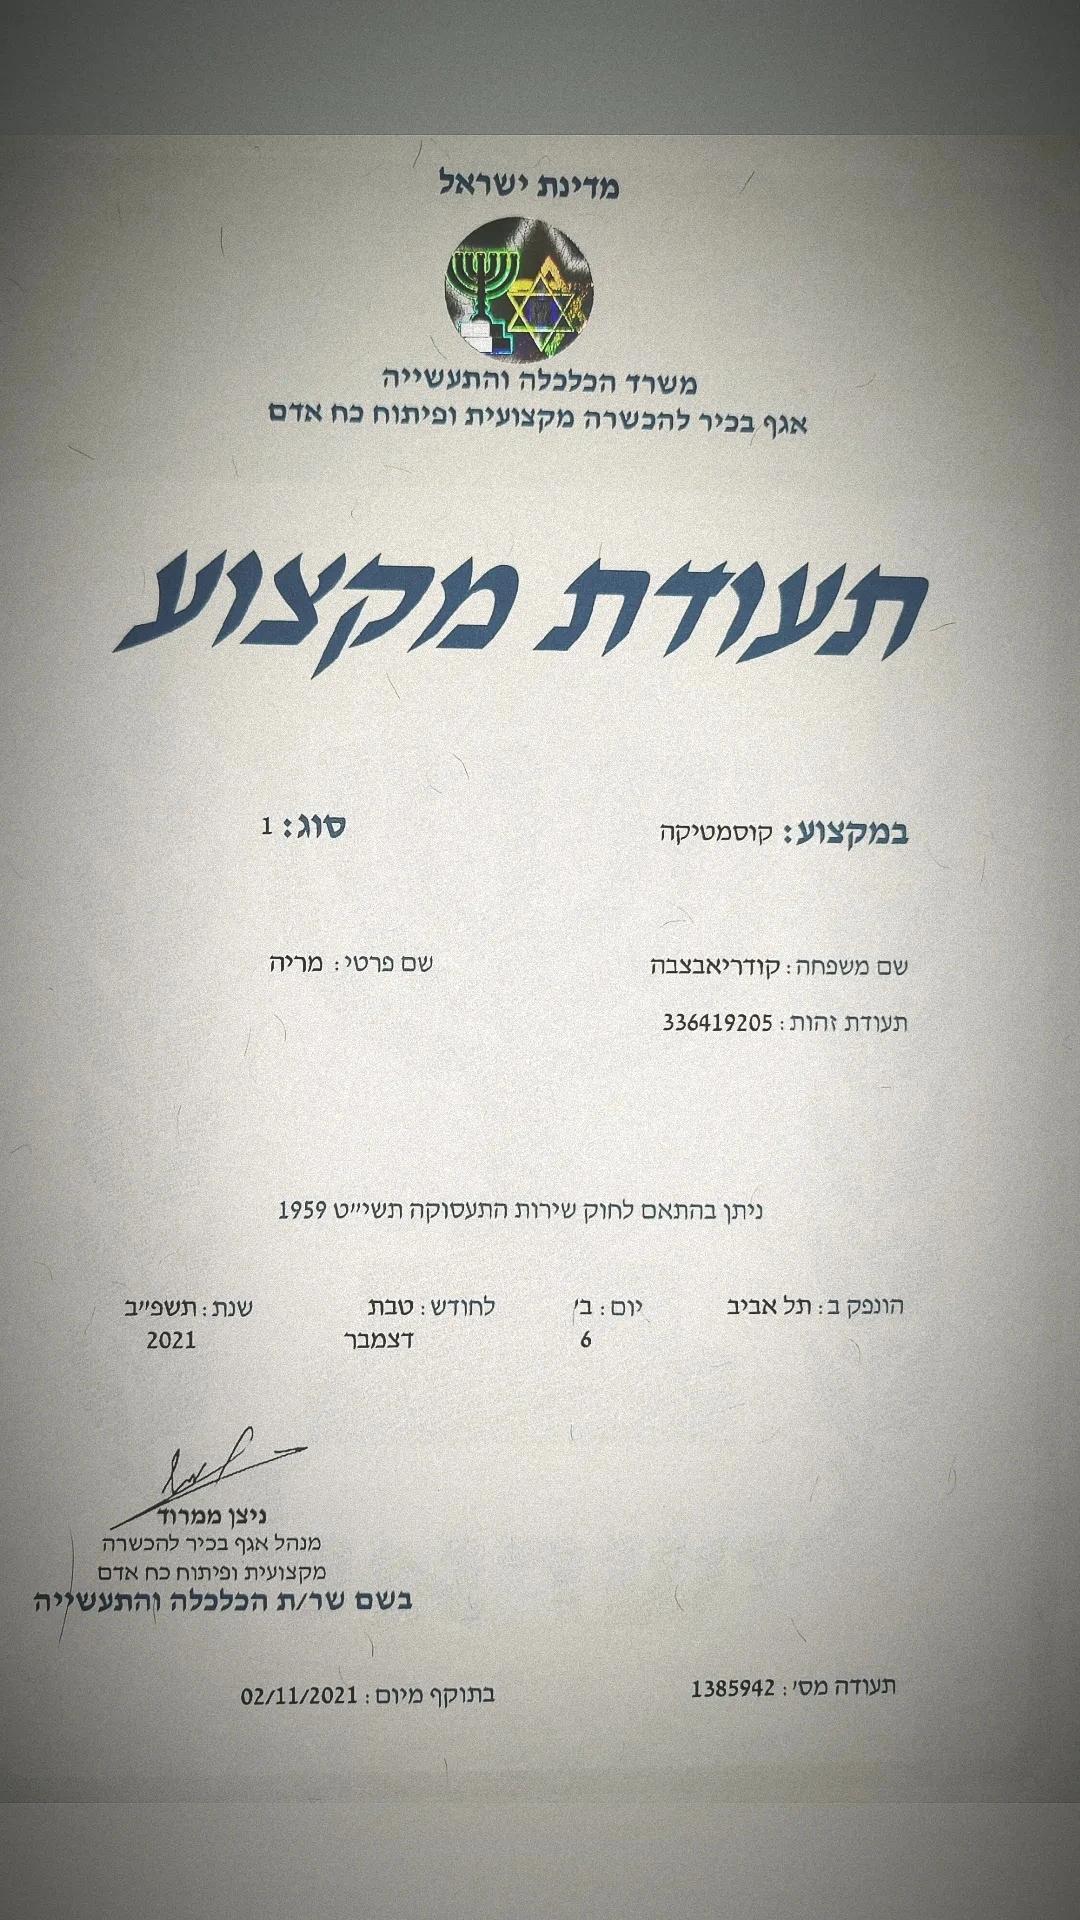 מדינת ישראל
משרד הכלכלה והתעשייה
אגף בכיר להכשרה מקצועית ופיתוח כח אדם
תעודת מקצוע
במקצוע: קוסמטיקה סוג: 1
שם משפחה: קודריאבצבה שם פרטי: מריה
תעודת זהות: 336419205
ניתן בהתאם לחוק שירות התעסוקה תשי״ט 1959
הונפק ב: תל אביב יום: ב׳ לחודש: טבת שנת: תשפ״ב
6 דצמבר 2021
ניצן ממרוד
מנהל אגף בכיר להכשרה
מקצועית ופיתוח כח אדם
בשם שר/ת הכלכלה והתעשייה
תעודה מס׳: 1385942 בתוקף מיום: 02/11/2021